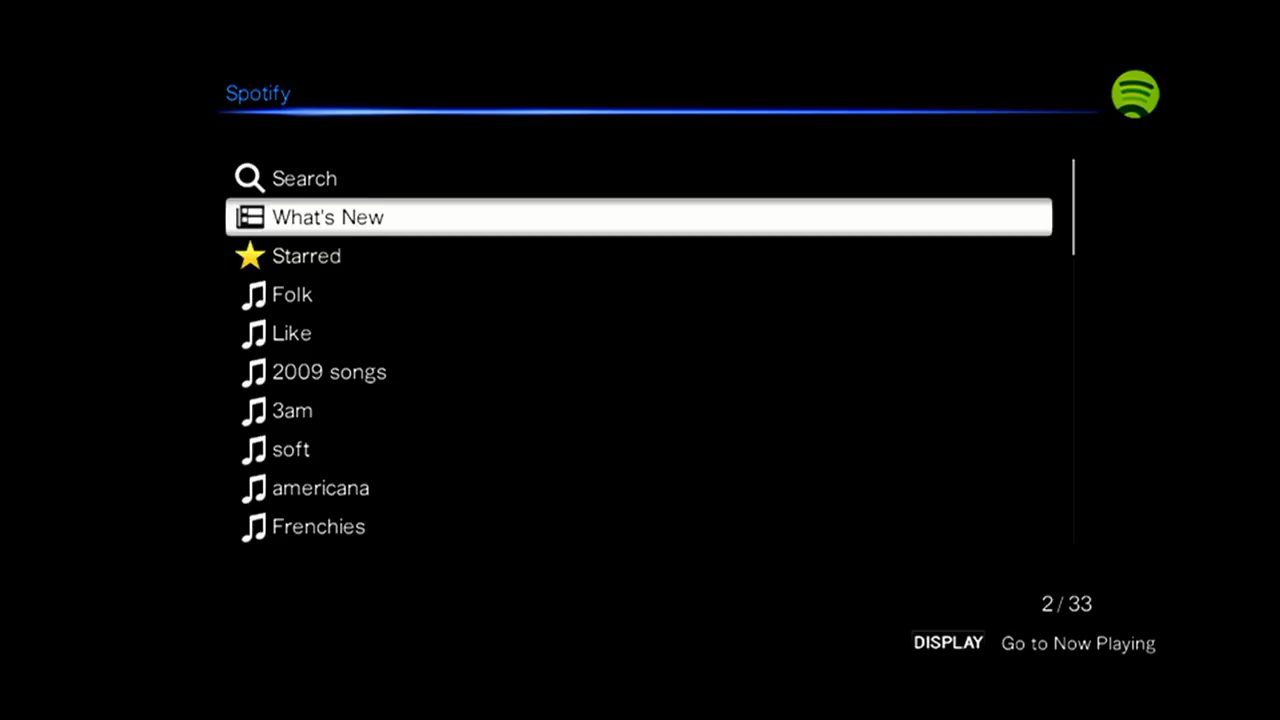 Spotify
Search
What's New
Starred
Folk
Like
2009 songs
3am
soft
americana
Frenchies
2 / 33
DISPLAY Go to Now Playing